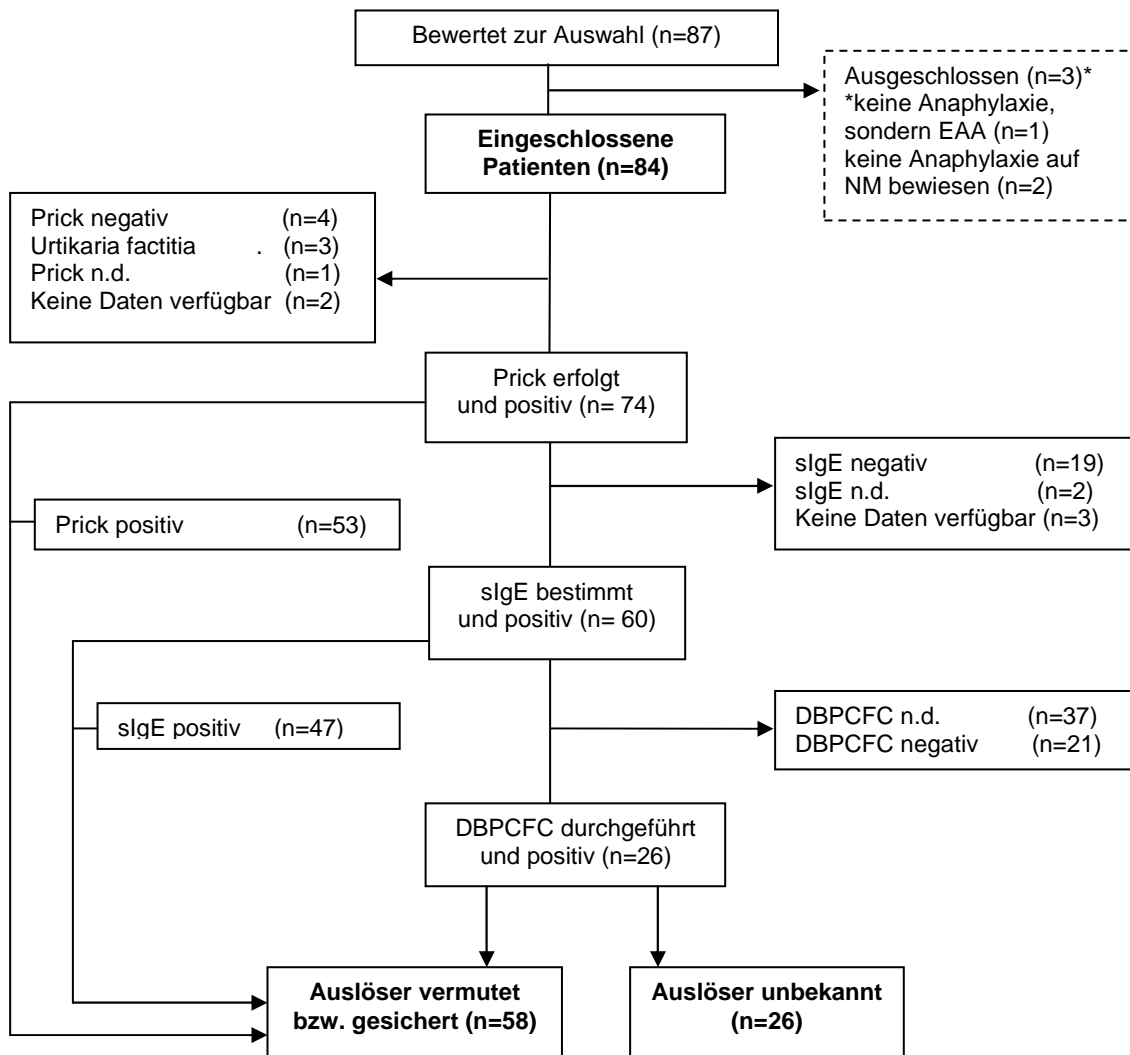 Bewertet zur Auswahl (n=87)
Ausgeschlossen (n=3)*
*keine Anaphylaxie,
sondern EAA (n=1)
keine Anaphylaxie auf
NM bewiesen (n=2)
Eingeschlossene
Patienten (n=84)
Prick negativ (n=4)
Urtikaria factitia . (n=3)
Prick n.d. (n=1)
Keine Daten verfügbar (n=2)
Prick erfolgt
und positiv (n= 74)
sIgE negativ (n=19)
sIgE n.d. (n=2)
Keine Daten verfügbar (n=3)
Prick positiv (n=53)
sIgE bestimmt
und positiv (n= 60)
sIgE positiv (n=47)
DBPCFC n.d. (n=37)
DBPCFC negativ (n=21)
DBPCFC durchgeführt
und positiv (n=26)
Auslöser vermutet
bzw. gesichert (n=58)
Auslöser unbekannt
(n=26)